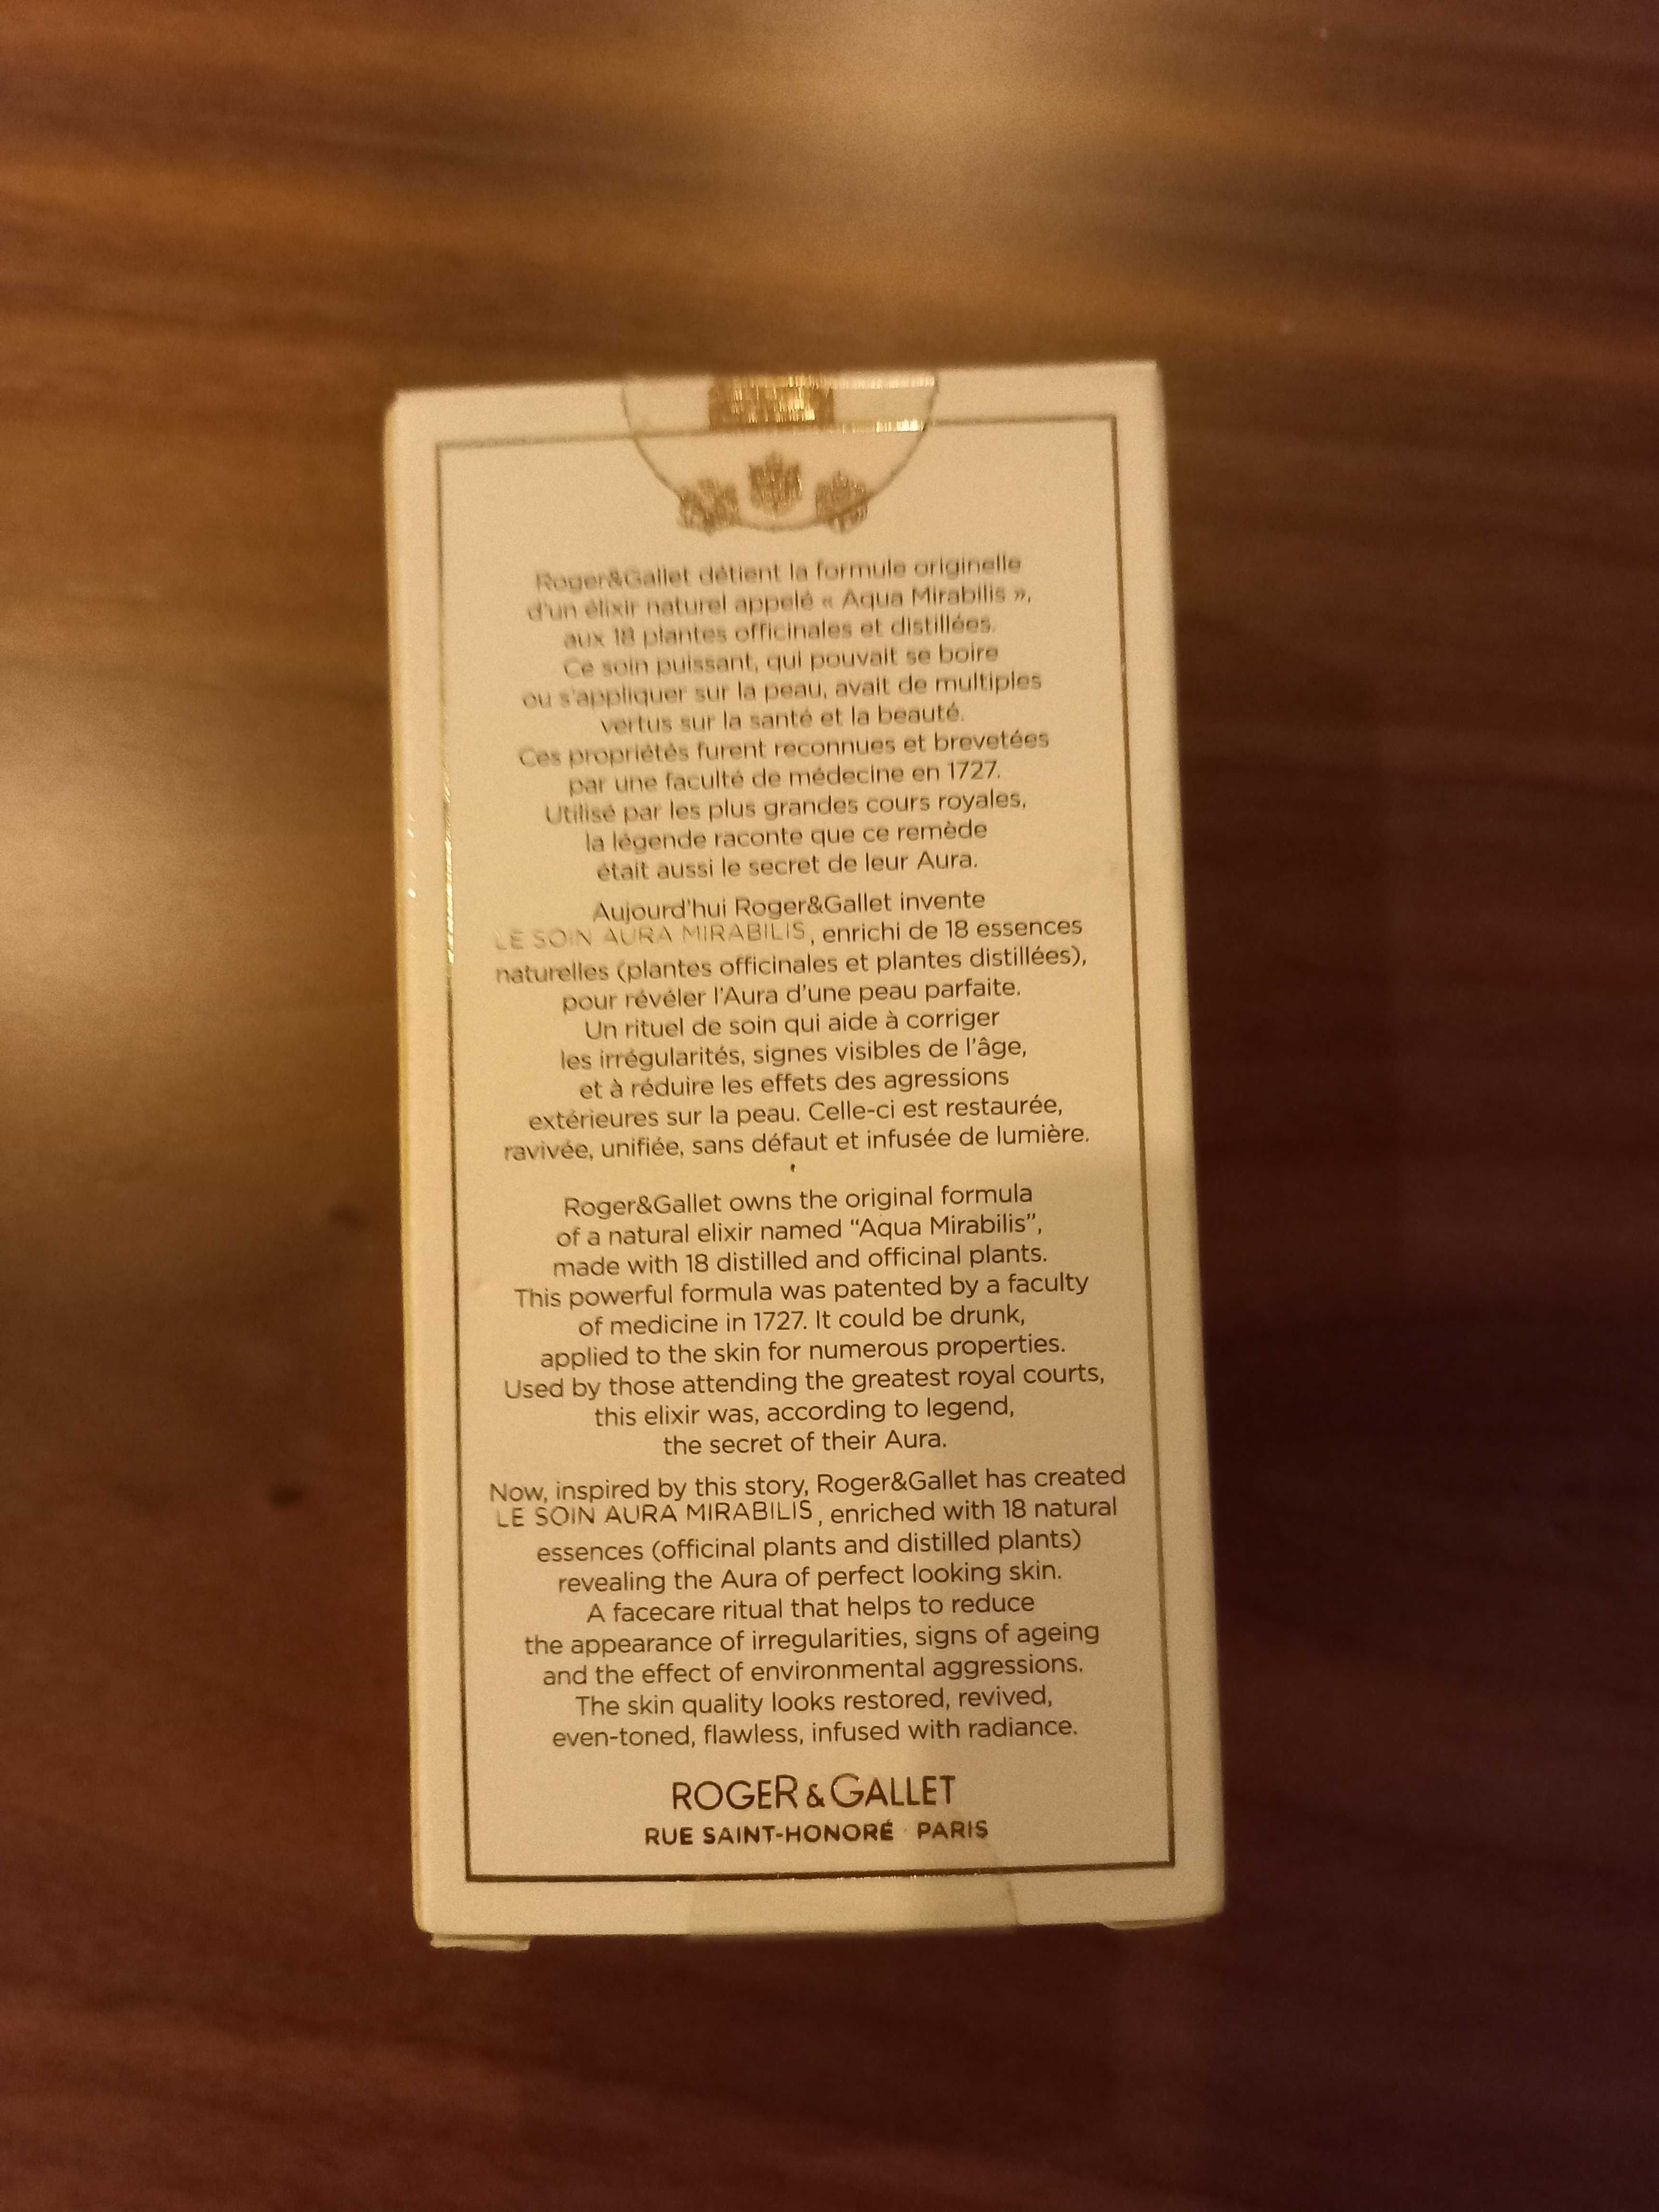 Roger&Gallet détient la formule originelle
d'un élixir naturel appelé « Aqua Mirabilis »,
aux 18 plantes officinales et distillées.
Ce soin puissant, qui pouvait se boire
ou s'appliquer sur la peau, avait de multiples
vertus sur la santé et la beauté.
Ces propriétés furent reconnues et brevetées
par une faculté de médecine en 1727.
Utilisé par les plus grandes cours royales,
la légende raconte que ce remède
était aussi le secret de leur Aura.
Aujourd'hui Roger&Gallet invente
LE SOIN AURA MIRABILIS, enrichi de 18 essences
naturelles (plantes officinales et plantes distillées),
pour révéler l'Aura d'une peau parfaite.
Un rituel de soin qui aide à corriger
les irrégularités, signes visibles de l'âge,
et à réduire les effets des agressions
extérieures sur la peau. Celle-ci est restaurée,
ravivée, unifiée, sans défaut et infusée de lumière.
Roger&Gallet owns the original formula
of a natural elixir named “Aqua Mirabilis”,
made with 18 distilled and officinal plants.
This powerful formula was patented by a faculty
of medicine in 1727. It could be drunk,
applied to the skin for numerous properties.
Used by those attending the greatest royal courts,
this elixir was, according to legend,
the secret of their Aura.
Now, inspired by this story, Roger&Gallet has created
LE SOIN AURA MIRABILIS, enriched with 18 natural
essences (officinal plants and distilled plants)
revealing the Aura of perfect looking skin.
A facecare ritual that helps to reduce
the appearance of irregularities, signs of ageing
and the effect of environmental aggressions.
The skin quality looks restored, revived,
even-toned, flawless, infused with radiance.
ROGER & GALLET
RUE SAINT-HONORÉ PARIS